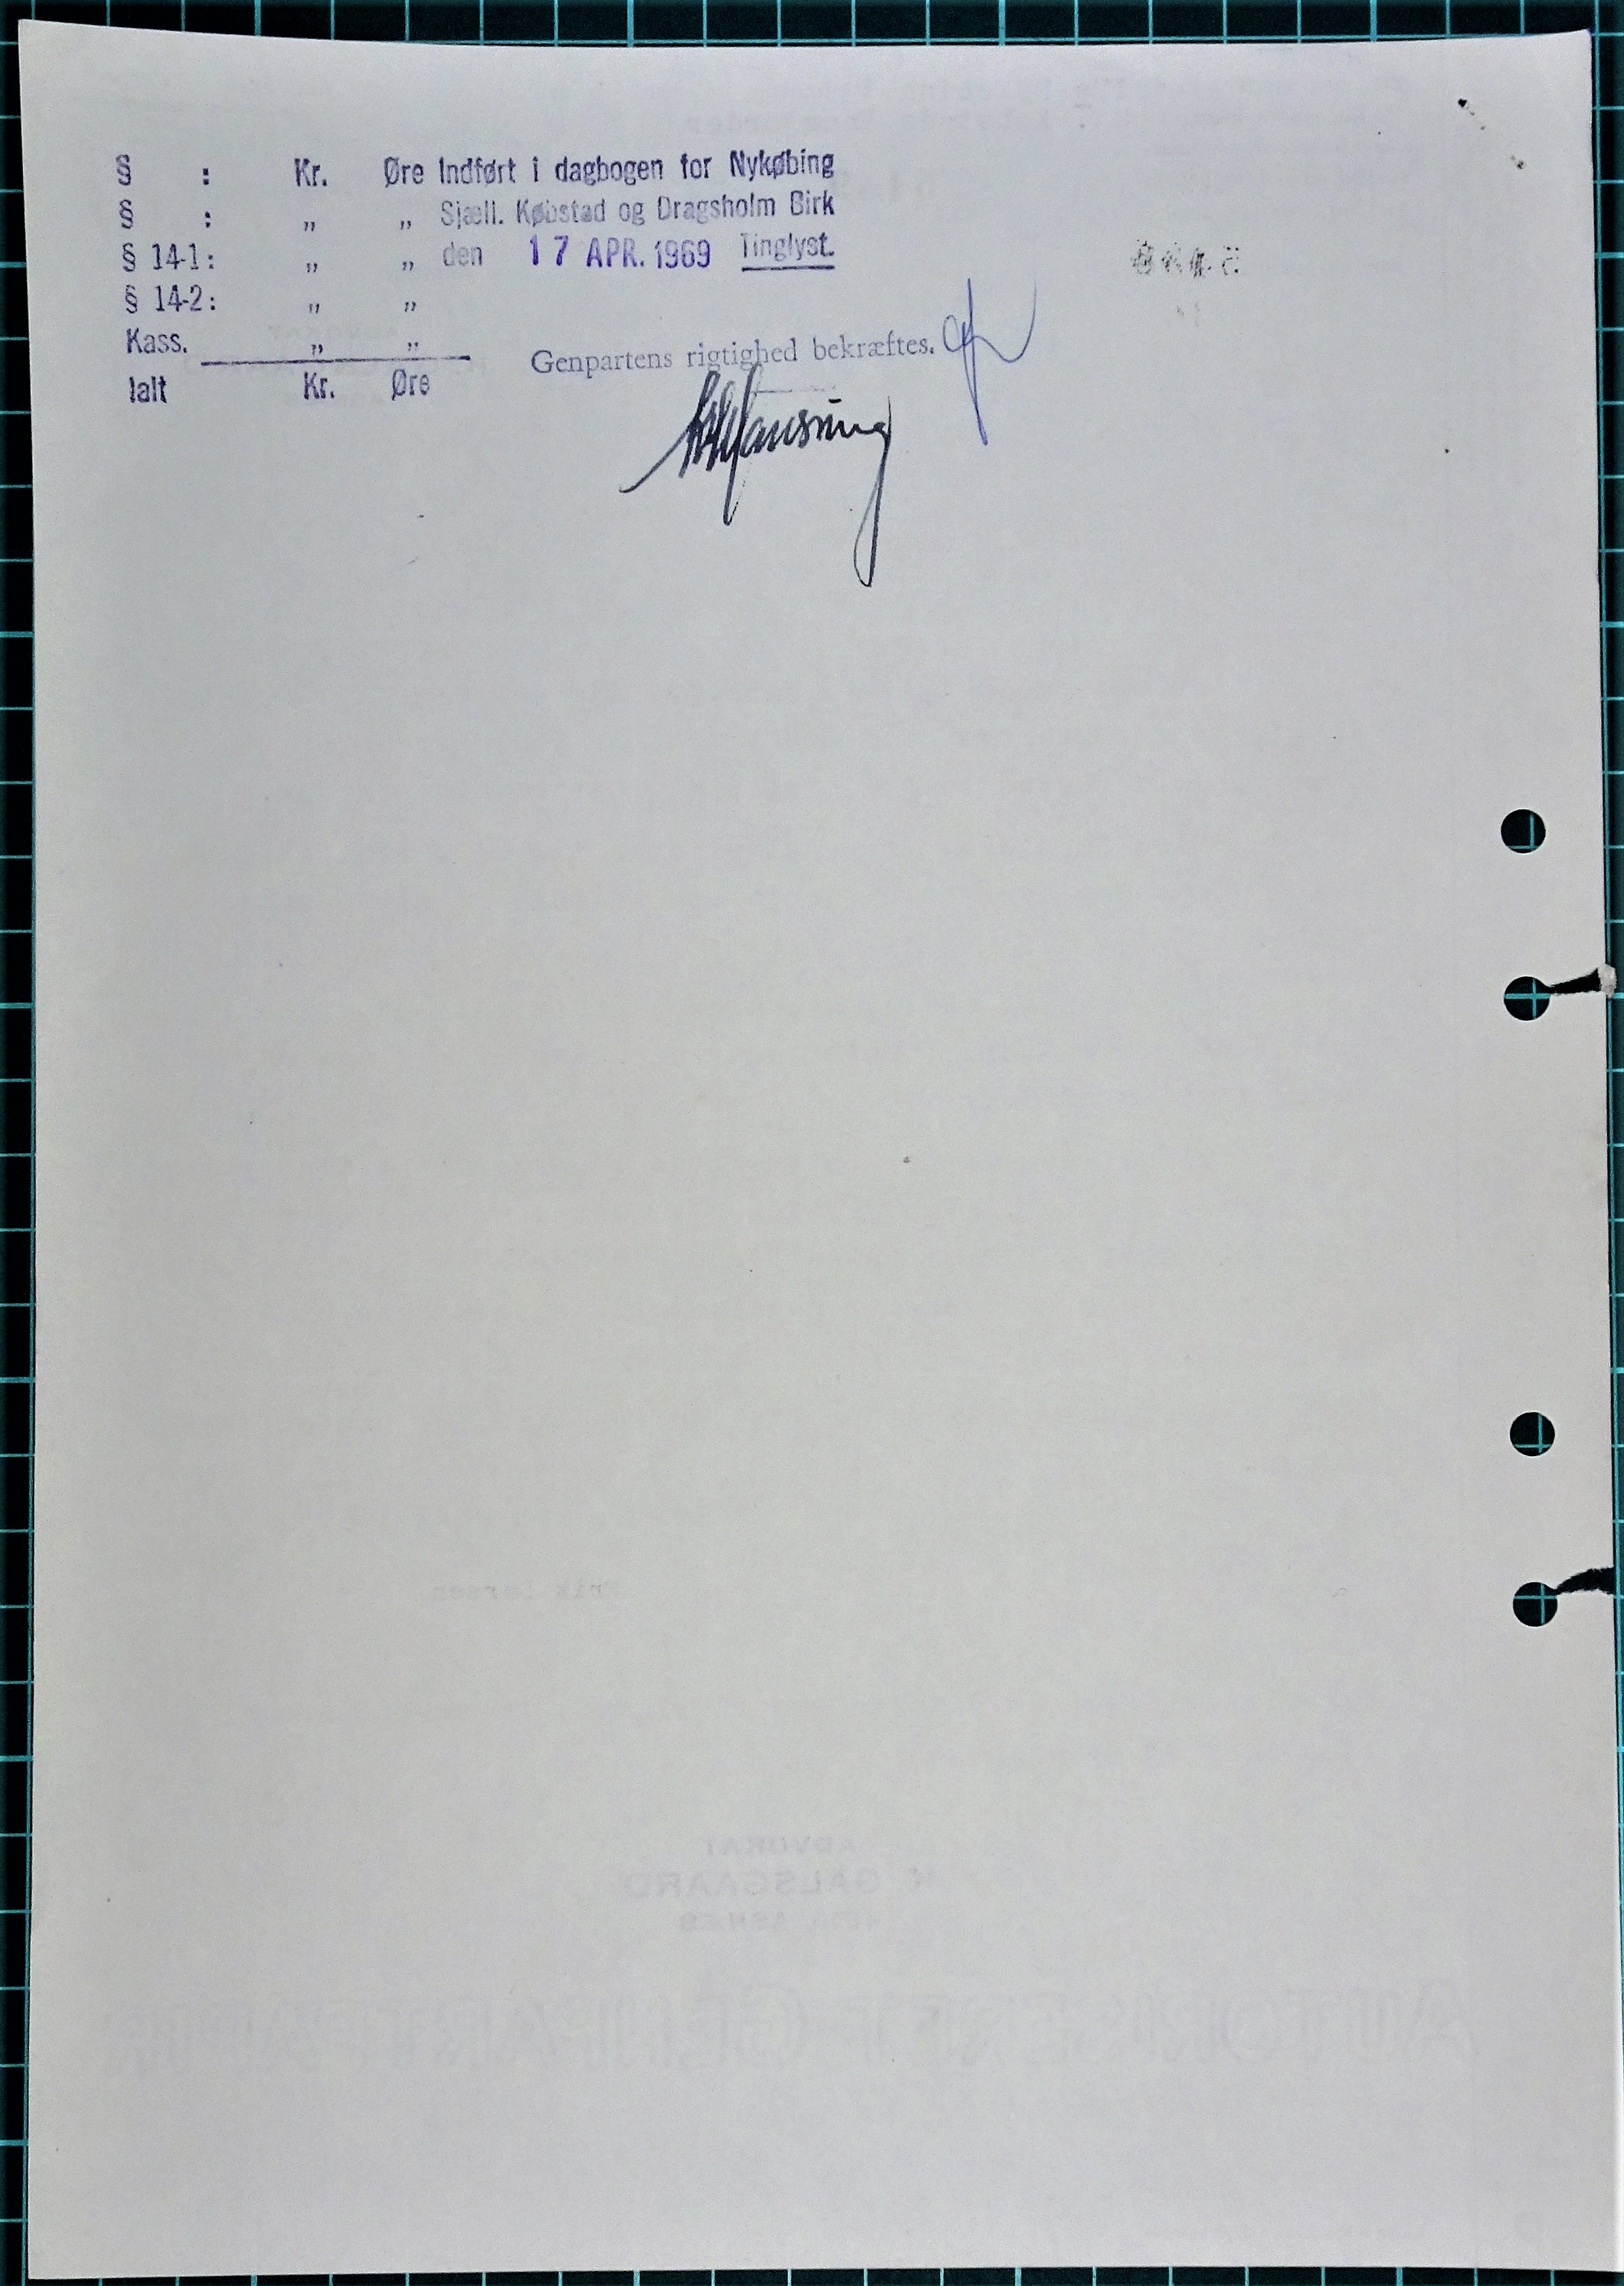 § : Kr. Øre Indført i dagbogen for Nykøbing
§ : „ „ Sjæll. Købstad og Dragsholm Birk
§ 14-1: „ „ den 17 APR. 1969 Tinglyst.
§ 14-2: „ „
Kass. „ „
Ialt Kr. Øre
Genpartens rigtighed bekræftes.